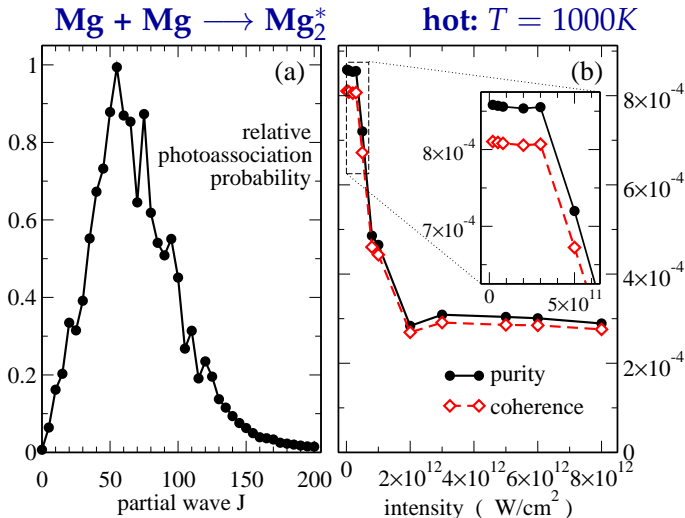 Mg + Mg ⟶ Mg₂*
hot: T = 1000K
(a)
relative
photoassociation
probability
1
0.8
0.6
0.4
0.2
0
0 50 100 150 200
partial wave J
(b)
8×10⁻⁴
6×10⁻⁴
4×10⁻⁴
2×10⁻⁴
0
8×10⁻⁴
7×10⁻⁴
0 5×10¹¹
purity
coherence
0 2×10¹² 4×10¹² 6×10¹² 8×10¹²
intensity ( W/cm² )